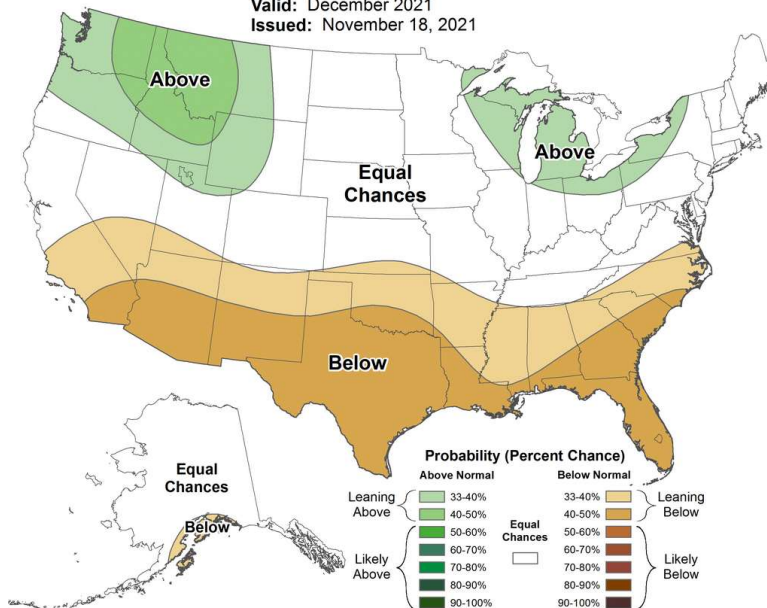 Valid: December 2021
Issued: November 18, 2021
Above
Above
Equal
Chances
Below
Equal
Chances
Below
Probability (Percent Chance)
Above Normal
Below Normal
Leaning
Above
33-40%
40-50%
Likely
Above
50-60%
60-70%
70-80%
80-90%
90-100%
Equal
Chances
33-40%
40-50%
Leaning
Below
50-60%
60-70%
70-80%
80-90%
90-100%
Likely
Below